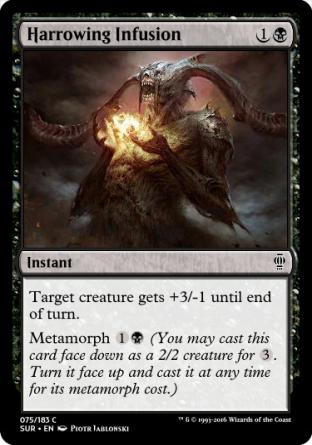 Harrowing Infusion 1
Instant
Target creature gets +3/-1 until end
of turn.
Metamorph 1 (You may cast this
card face down as a 2/2 creature for 3.
Turn it face up and cast it at any time
for its metamorph cost.)
075/183 C
SUR • EN Piotr Jabłoński
™ & © 1993-2016 Wizards of the Coast